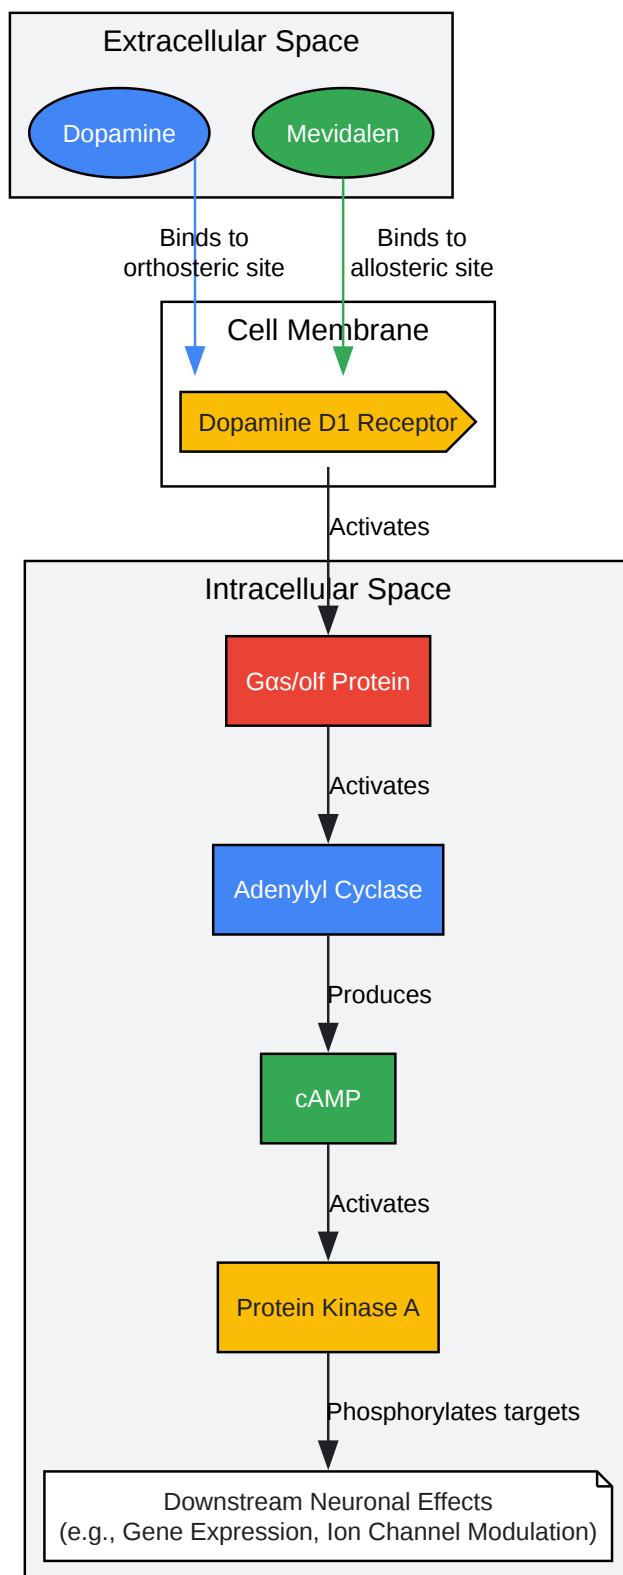 Extracellular Space
Dopamine
Mevidalen
Binds to
orthosteric site
Binds to
allosteric site
Cell Membrane
Dopamine D1 Receptor
Activates
Intracellular Space
Gαs/olf Protein
Activates
Adenylyl Cyclase
Produces
cAMP
Activates
Protein Kinase A
Phosphorylates targets
Downstream Neuronal Effects
(e.g., Gene Expression, Ion Channel Modulation)